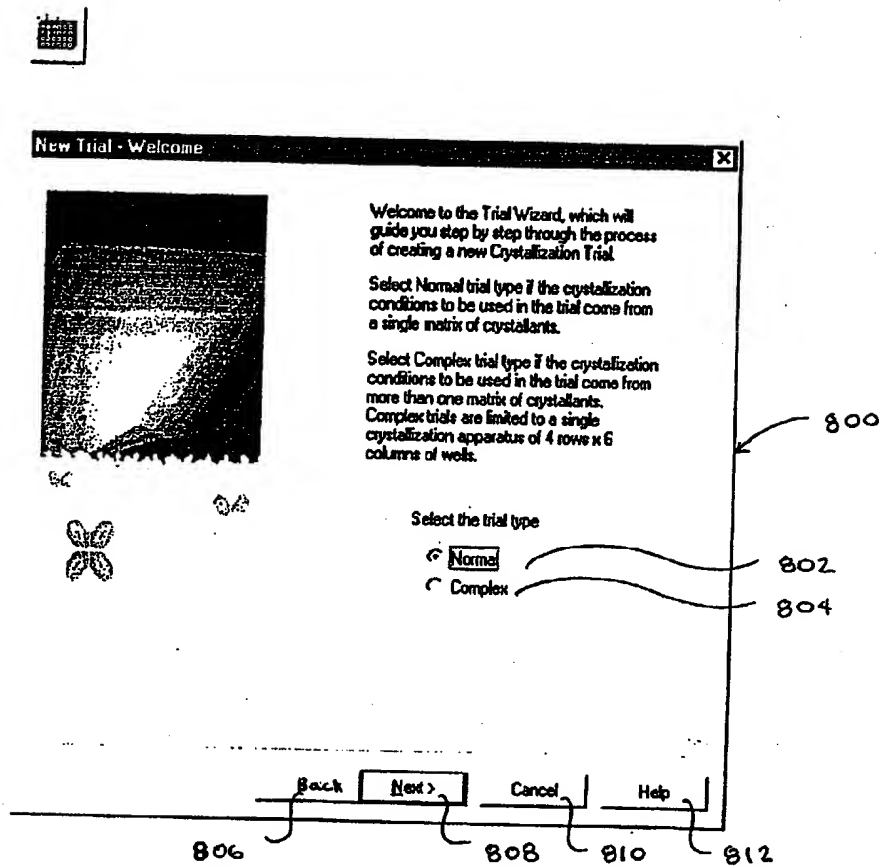 New Trial - Welcome
Welcome to the Trial Wizard, which will
guide you step by step through the process
of creating a new Crystallization Trial.
Select Normal trial type if the crystallization
conditions to be used in the trial come from
a single matrix of crystallants.
Select Complex trial type if the crystallization
conditions to be used in the trial come from
more than one matrix of crystallants.
Complex trials are limited to a single
crystallization apparatus of 4 rows x 6
columns of wells.
800
Select the trial type
Normal
802
Complex
804
Back Next > Cancel Help
806 808 810 812